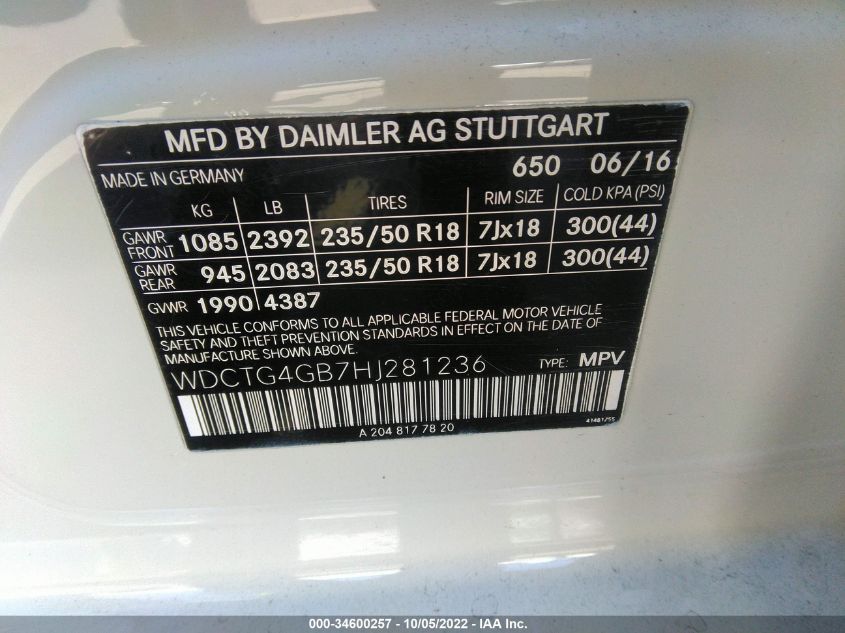 MFD BY DAIMLER AG STUTTGART
MADE IN GERMANY 650 06/16
KG LB TIRES RIM SIZE COLD KPA (PSI)
GAWR FRONT 1085 2392 235/50 R18 7Jx18 300(44)
GAWR REAR 945 2083 235/50 R18 7Jx18 300(44)
GVWR 1990 4387
THIS VEHICLE CONFORMS TO ALL APPLICABLE FEDERAL MOTOR VEHICLE
SAFETY AND THEFT PREVENTION STANDARDS IN EFFECT ON THE DATE OF
MANUFACTURE SHOWN ABOVE.
WDCTG4GB7HJ281236 TYPE: MPV
A 204 817 78 20
000-34600257 - 10/05/2022 - IAA Inc.